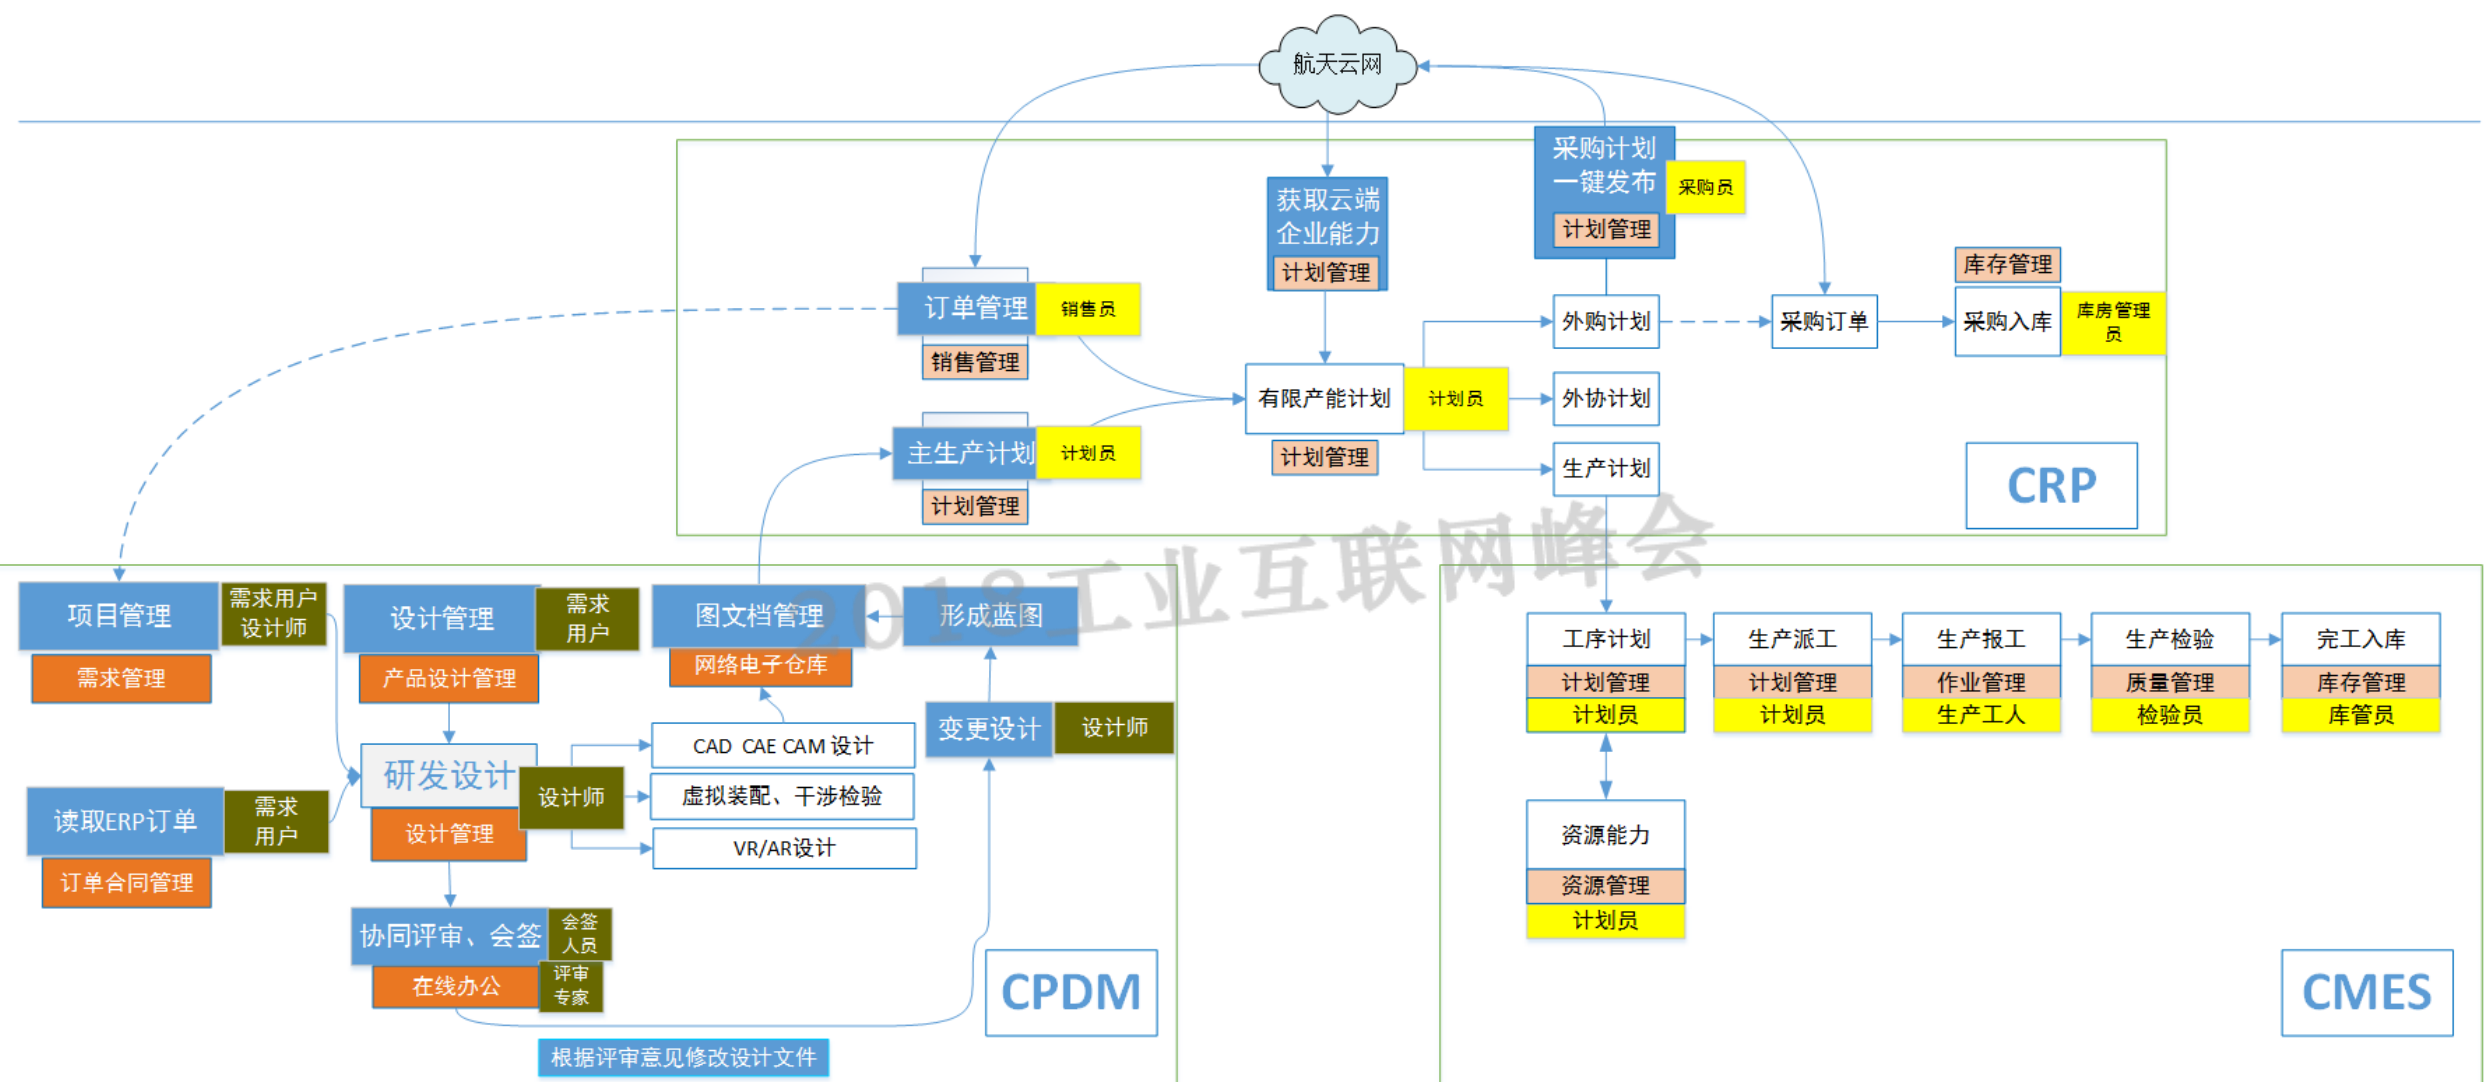 航天云网
采购计划
一键发布
采购员
计划管理
获取云端
企业能力
计划管理
库存管理
订单管理
销售员
销售管理
外购计划
采购订单
采购入库
库房管理
员
有限产能计划
计划员
计划管理
外协计划
主生产计划
计划员
计划管理
生产计划
CRP
2018工业互联网峰会
项目管理
需求用户
设计师
需求管理
设计管理
需求
用户
产品设计管理
图文档管理
网络电子仓库
形成蓝图
变更设计
设计师
研发设计
设计师
设计管理
CAD CAE CAM 设计
虚拟装配、干涉检验
VR/AR设计
读取ERP订单
需求
用户
订单合同管理
协同评审、会签
会签
人员
在线办公
评审
专家
根据评审意见修改设计文件
CPDM
工序计划
计划管理
计划员
生产派工
计划管理
计划员
生产报工
作业管理
生产工人
生产检验
质量管理
检验员
完工入库
库存管理
库管员
资源能力
资源管理
计划员
CMES